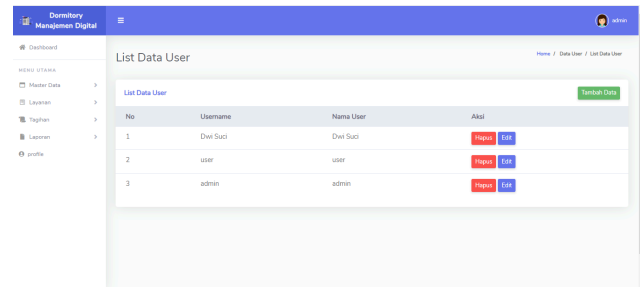 Dormitory
Manajemen Digital
admin
Dashboard
MENU UTAMA
Master Data
Layanan
Tagihan
Laporan
profile
List Data User
Home / Data User / List Data User
List Data User
Tambah Data
No Username Nama User Aksi
1 Dwi Suci Dwi Suci Hapus Edit
2 user user Hapus Edit
3 admin admin Hapus Edit